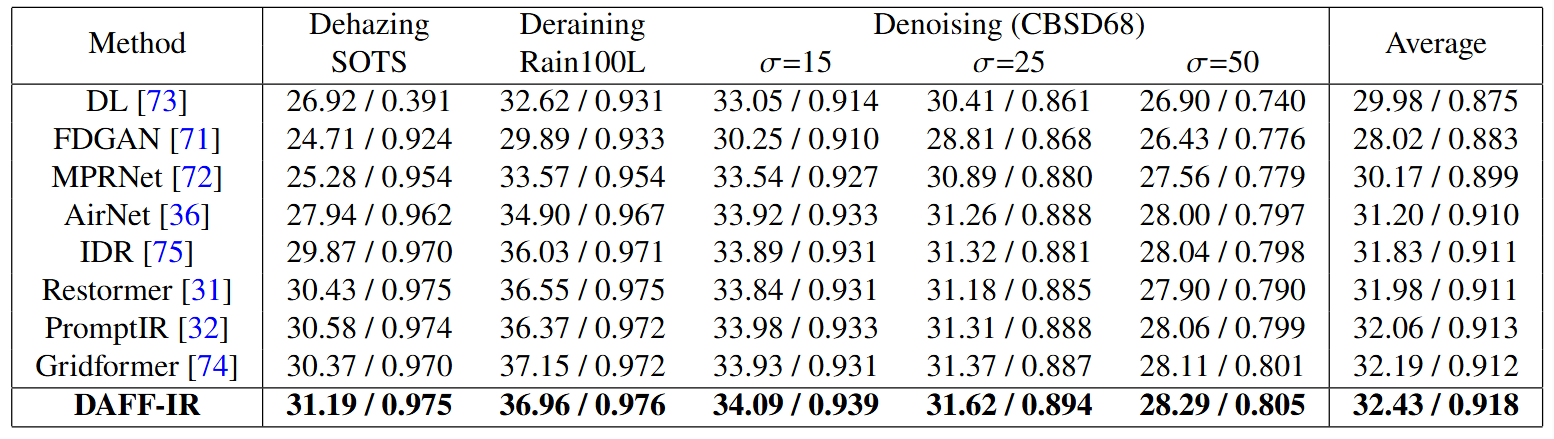 Method Dehazing Deraining Denoising (CBSD68) Average
SOTS Rain100L σ=15 σ=25 σ=50
DL [73] 26.92 / 0.391 32.62 / 0.931 33.05 / 0.914 30.41 / 0.861 26.90 / 0.740 29.98 / 0.875
FDGAN [71] 24.71 / 0.924 29.89 / 0.933 30.25 / 0.910 28.81 / 0.868 26.43 / 0.776 28.02 / 0.883
MPRNet [72] 25.28 / 0.954 33.57 / 0.954 33.54 / 0.927 30.89 / 0.880 27.56 / 0.779 30.17 / 0.899
AirNet [36] 27.94 / 0.962 34.90 / 0.967 33.92 / 0.933 31.26 / 0.888 28.00 / 0.797 31.20 / 0.910
IDR [75] 29.87 / 0.970 36.03 / 0.971 33.89 / 0.931 31.32 / 0.881 28.04 / 0.798 31.83 / 0.911
Restormer [31] 30.43 / 0.975 36.55 / 0.975 33.84 / 0.931 31.18 / 0.885 27.90 / 0.790 31.98 / 0.911
PromptIR [32] 30.58 / 0.974 36.37 / 0.972 33.98 / 0.933 31.31 / 0.888 28.06 / 0.799 32.06 / 0.913
Gridformer [74] 30.37 / 0.970 37.15 / 0.972 33.93 / 0.931 31.37 / 0.887 28.11 / 0.801 32.19 / 0.912
DAFF-IR 31.19 / 0.975 36.96 / 0.976 34.09 / 0.939 31.62 / 0.894 28.29 / 0.805 32.43 / 0.918